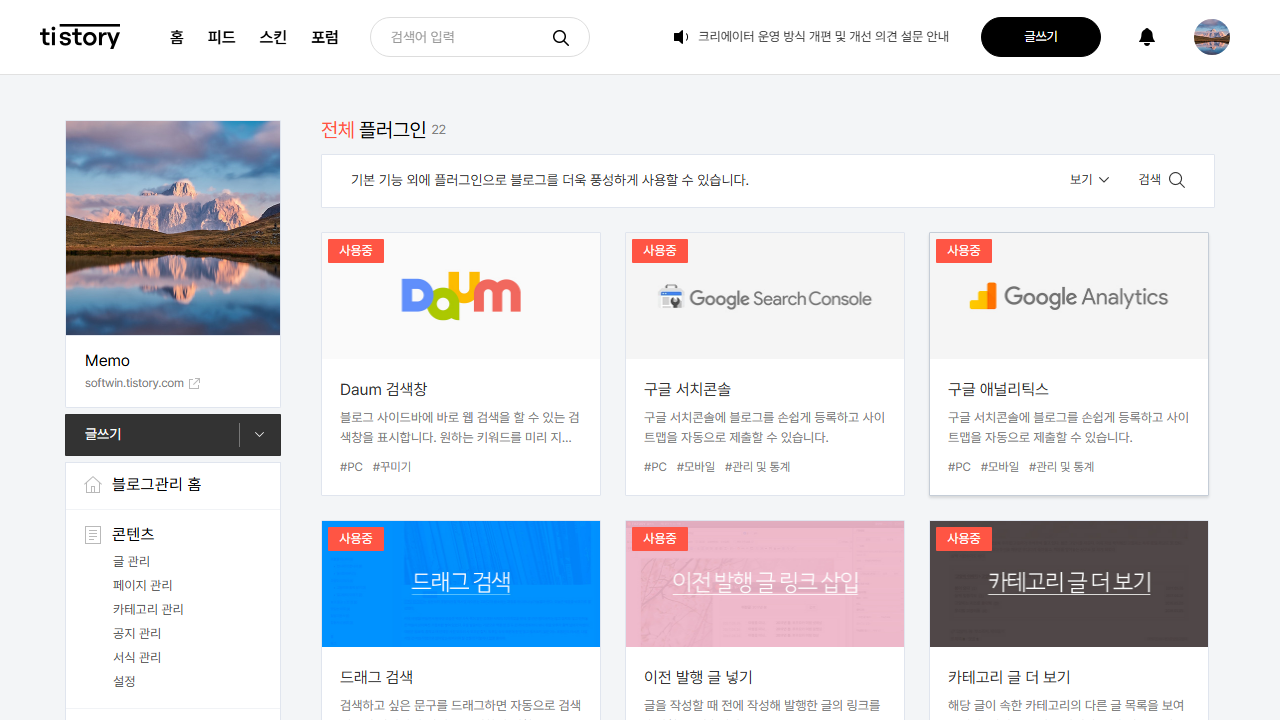 tistory 홈 피드 스킨 포럼 검색어 입력 크리에이터 운영 방식 개편 및 개선 의견 설문 안내 글쓰기
Memo
softwin.tistory.com
글쓰기
블로그관리 홈
콘텐츠
글 관리
페이지 관리
카테고리 관리
공지 관리
서식 관리
설정
전체 플러그인 22
기본 기능 외에 플러그인으로 블로그를 더욱 풍성하게 사용할 수 있습니다. 보기 검색
사용중
Daum
Daum 검색창
블로그 사이드바에 바로 웹 검색을 할 수 있는 검
색창을 표시합니다. 원하는 키워드를 미리 지...
#PC #꾸미기
사용중
Google Search Console
구글 서치콘솔
구글 서치콘솔에 블로그를 손쉽게 등록하고 사이
트맵을 자동으로 제출할 수 있습니다.
#PC #모바일 #관리 및 통계
사용중
Google Analytics
구글 애널리틱스
구글 서치콘솔에 블로그를 손쉽게 등록하고 사이
트맵을 자동으로 제출할 수 있습니다.
#PC #모바일 #관리 및 통계
사용중
드래그 검색
드래그 검색
검색하고 싶은 문구를 드래그하면 자동으로 검색
사용중
이전 발행 글 링크 삽입
이전 발행 글 넣기
글을 작성할 때 전에 작성해 발행한 글의 링크를
사용중
카테고리 글 더 보기
카테고리 글 더 보기
해당 글이 속한 카테고리의 다른 글 목록을 보여